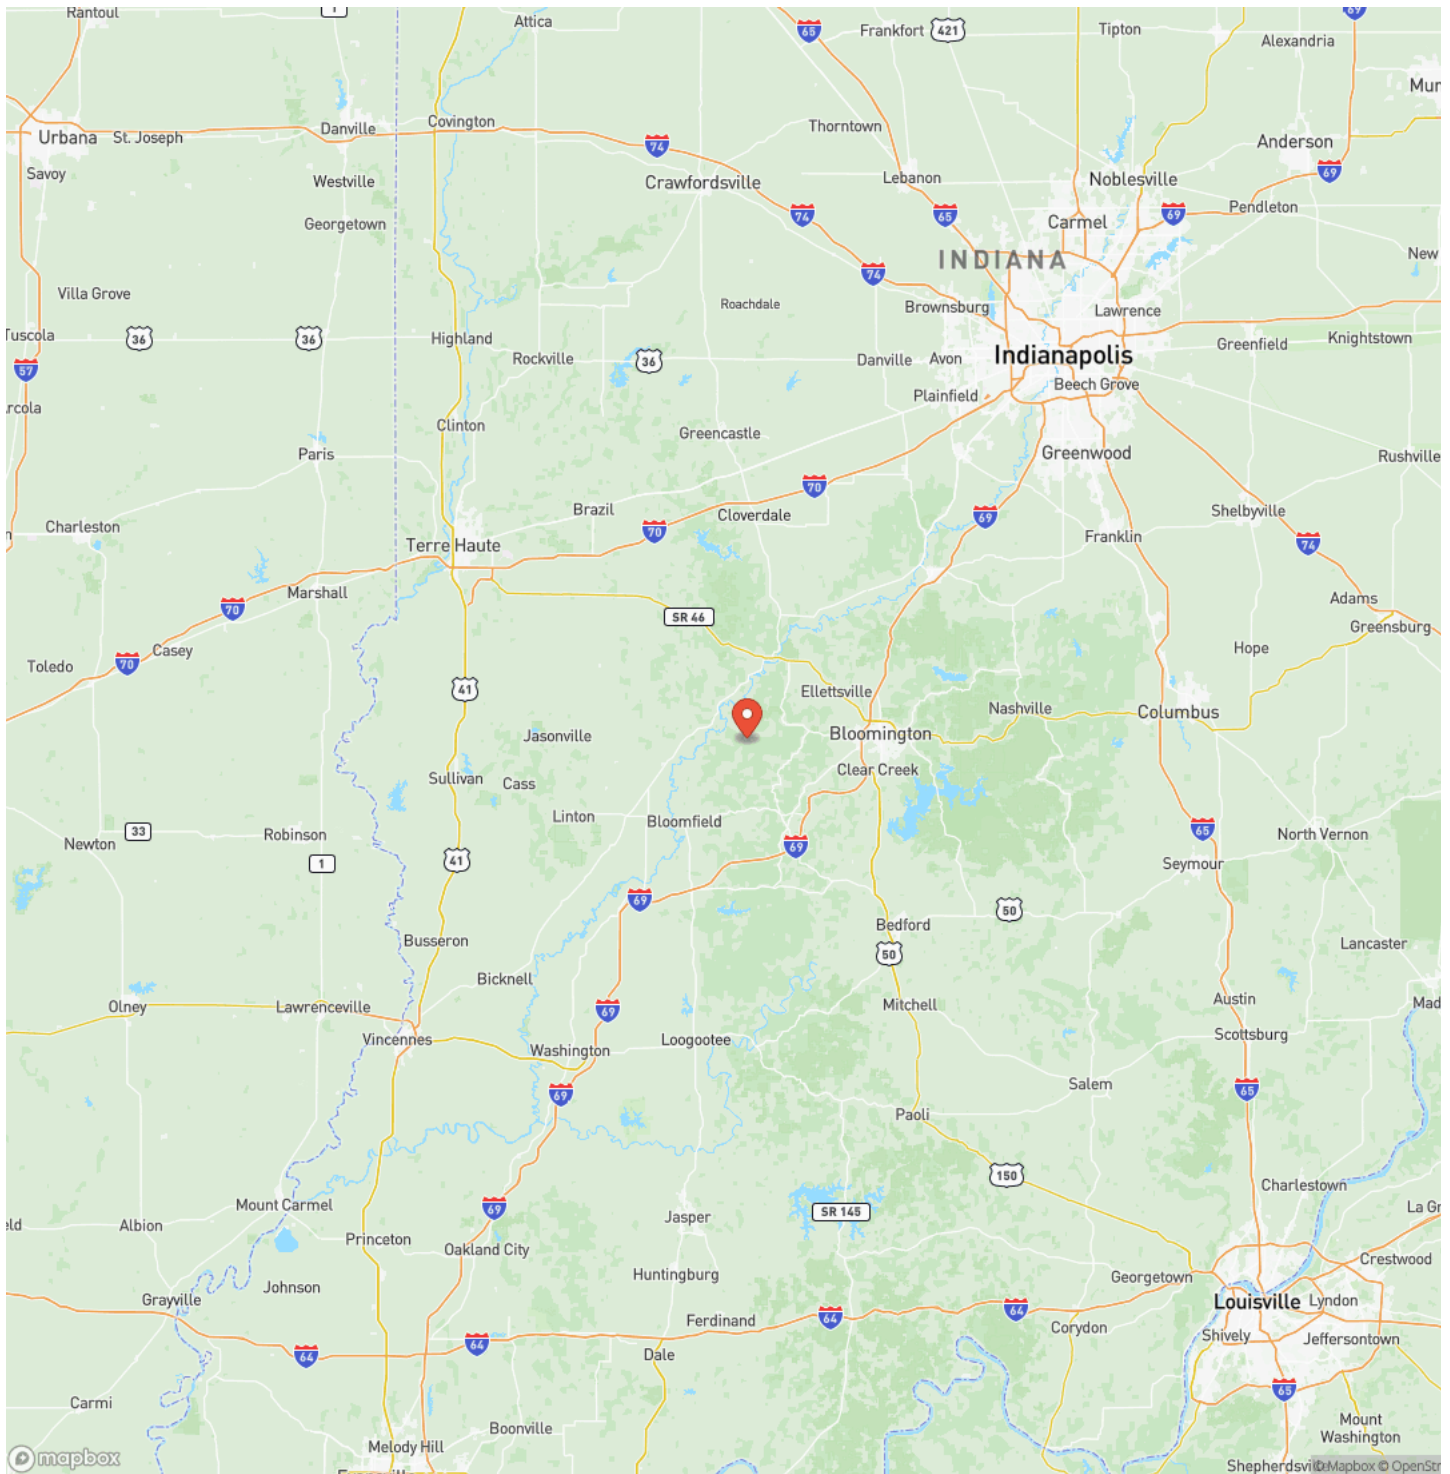 Rantoul
1
Attica
65
Frankfort
421
Tipton
69
Alexandria
Mun
Urbana
St. Joseph
Danville
Covington
74
Thorntown
Anderson
69
Savoy
Westville
Crawfordsville
Lebanon
Noblesville
Georgetown
74
65
Carmel
69
Pendleton
INDIANA
New
74
Villa Grove
Roachdale
Brownsburg
Lawrence
Tuscola
36
36
Highland
Rockville
36
Danville
Avon
Indianapolis
Greenfield
Knightstown
57
Beech Grove
Plainfield
Arcola
Clinton
Greencastle
Greenwood
Paris
Rushville
70
Brazil
Cloverdale
69
Shelbyville
Charleston
70
Franklin
74
Terre Haute
Marshall
70
SR 46
Adams
Greensburg
Casey
Toledo
70
Hope
41
Ellettsville
Nashville
Columbus
Jasonville
Bloomington
Sullivan
Cass
Clear Creek
Linton
Bloomfield
33
Robinson
Newton
65
North Vernon
69
41
1
Seymour
69
50
Bedford
Busseron
Lancaster
50
Bicknell
Olney
Lawrenceville
69
Mitchell
Austin
Mad
Vincennes
Washington
Loogootee
Scottsburg
69
Salem
65
Paoli
150
Charlestown
Mount Carmel
69
SR 145
La Gr
eld
Albion
Jasper
Princeton
Oakland City
Crestwood
Johnson
Huntingburg
Georgetown
Grayville
Louisville
Lyndon
Ferdinand
64
64
Corydon
Shively
Jeffersontown
64
64
Dale
65
Carmi
Boonville
Mount
Washington
Melody Hill
mapbox
Shepherdsvi
© Mapbox © OpenStr